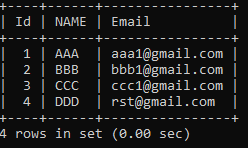 +----+------+----------------+
| Id | NAME | Email          |
+----+------+----------------+
|  1 | AAA  | aaa1@gmail.com |
|  2 | BBB  | bbb1@gmail.com |
|  3 | CCC  | ccc1@gmail.com |
|  4 | DDD  | rst@gmail.com  |
+----+------+----------------+
4 rows in set (0.00 sec)